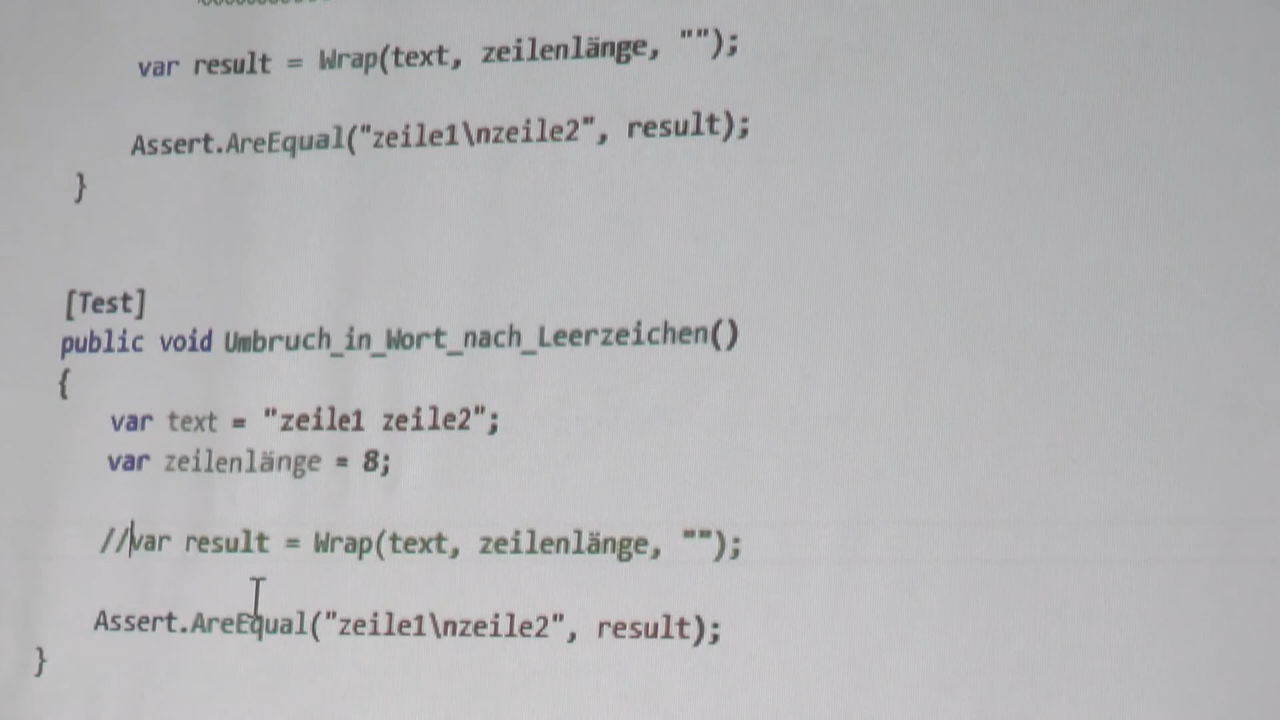 var result = Wrap(text, zeilenlänge, "");
Assert.AreEqual("zeile1\nzeile2", result);
}
[Test]
public void Umbruch_in_Wort_nach_Leerzeichen()
{
var text = "zeile1 zeile2";
var zeilenlänge = 8;
//var result = Wrap(text, zeilenlänge, "");
Assert.AreEqual("zeile1\nzeile2", result);
}